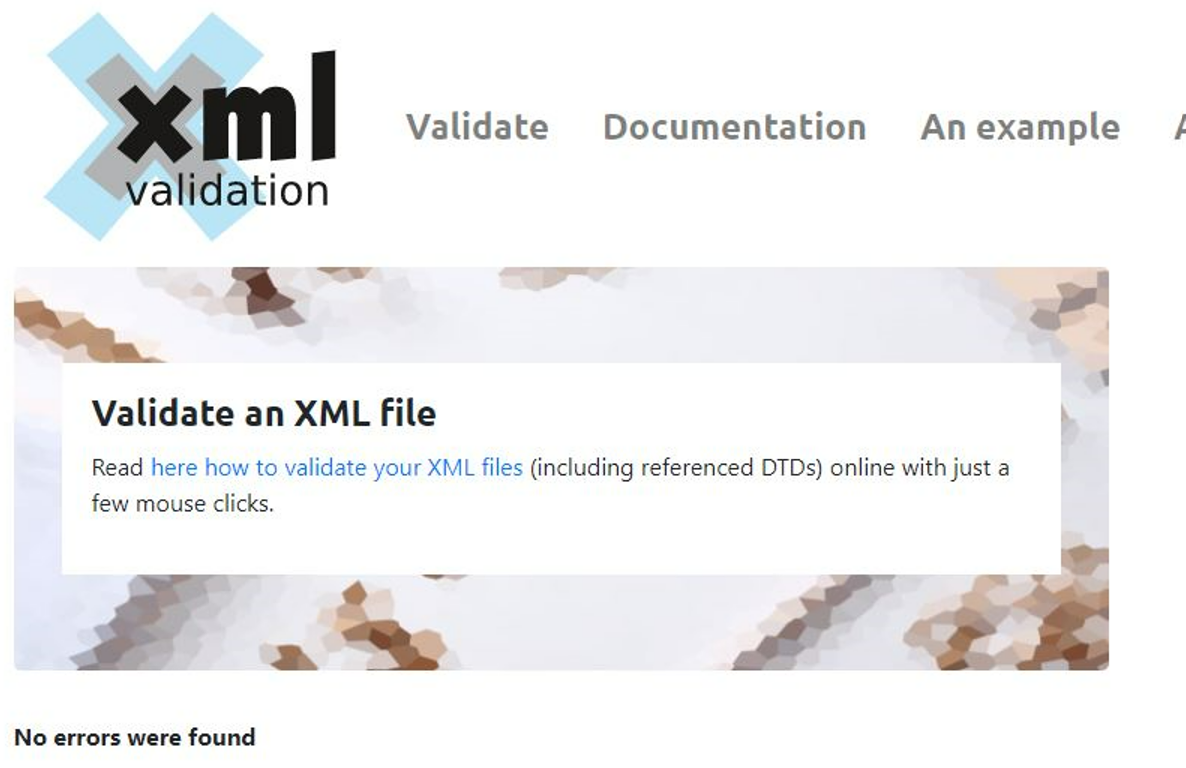 xml
validation
Validate Documentation An example
Validate an XML file
Read here how to validate your XML files (including referenced DTDs) online with just a
few mouse clicks.
No errors were found